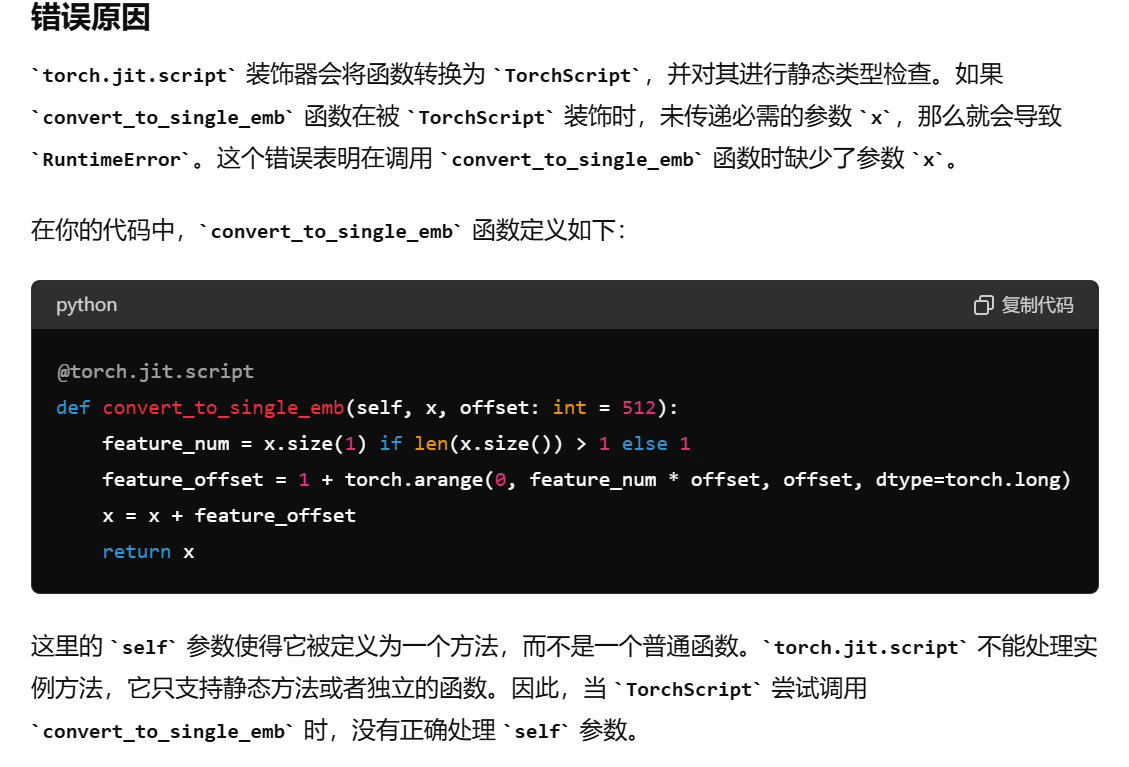 错误原因
`torch.jit.script` 装饰器会将函数转换为 `TorchScript`，并对其进行静态类型检查。如果
`convert_to_single_emb` 函数在被 `TorchScript` 装饰时，未传递必需的参数 `x`，那么就会导致
`RuntimeError`。这个错误表明在调用 `convert_to_single_emb` 函数时缺少了参数 `x`。
在你的代码中，`convert_to_single_emb` 函数定义如下：
python
复制代码
@torch.jit.script
def convert_to_single_emb(self, x, offset: int = 512):
    feature_num = x.size(1) if len(x.size()) > 1 else 1
    feature_offset = 1 + torch.arange(0, feature_num * offset, offset, dtype=torch.long)
    x = x + feature_offset
    return x
这里的 `self` 参数使得它被定义为一个方法，而不是一个普通函数。`torch.jit.script` 不能处理实
例方法，它只支持静态方法或者独立的函数。因此，当 `TorchScript` 尝试调用
`convert_to_single_emb` 时，没有正确处理 `self` 参数。